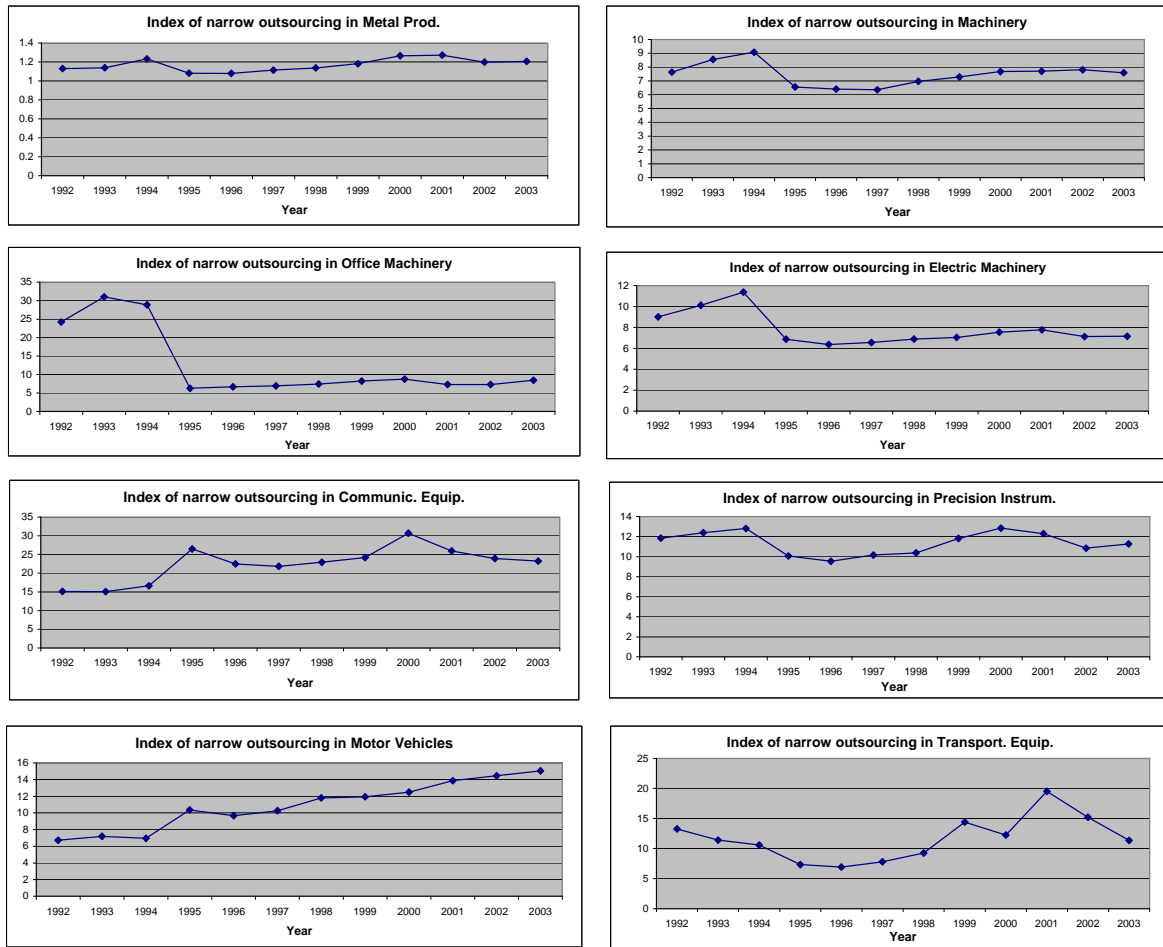 Index of narrow outsourcing in Metal Prod.
1.4
1.2
1
0.8
0.6
0.4
0.2
0
1992 1993 1994 1995 1996 1997 1998 1999 2000 2001 2002 2003
Year
Index of narrow outsourcing in Machinery
10
9
8
7
6
5
4
3
2
1
0
1992 1993 1994 1995 1996 1997 1998 1999 2000 2001 2002 2003
Year
Index of narrow outsourcing in Office Machinery
35
30
25
20
15
10
5
0
1992 1993 1994 1995 1996 1997 1998 1999 2000 2001 2002 2003
Year
Index of narrow outsourcing in Electric Machinery
12
10
8
6
4
2
0
1992 1993 1994 1995 1996 1997 1998 1999 2000 2001 2002 2003
Year
Index of narrow outsourcing in Communic. Equip.
35
30
25
20
15
10
5
0
1992 1993 1994 1995 1996 1997 1998 1999 2000 2001 2002 2003
Year
Index of narrow outsourcing in Precision Instrum.
14
12
10
8
6
4
2
0
1992 1993 1994 1995 1996 1997 1998 1999 2000 2001 2002 2003
Year
Index of narrow outsourcing in Motor Vehicles
16
14
12
10
8
6
4
2
0
1992 1993 1994 1995 1996 1997 1998 1999 2000 2001 2002 2003
Year
Index of narrow outsourcing in Transport. Equip.
25
20
15
10
5
0
1992 1993 1994 1995 1996 1997 1998 1999 2000 2001 2002 2003
Year